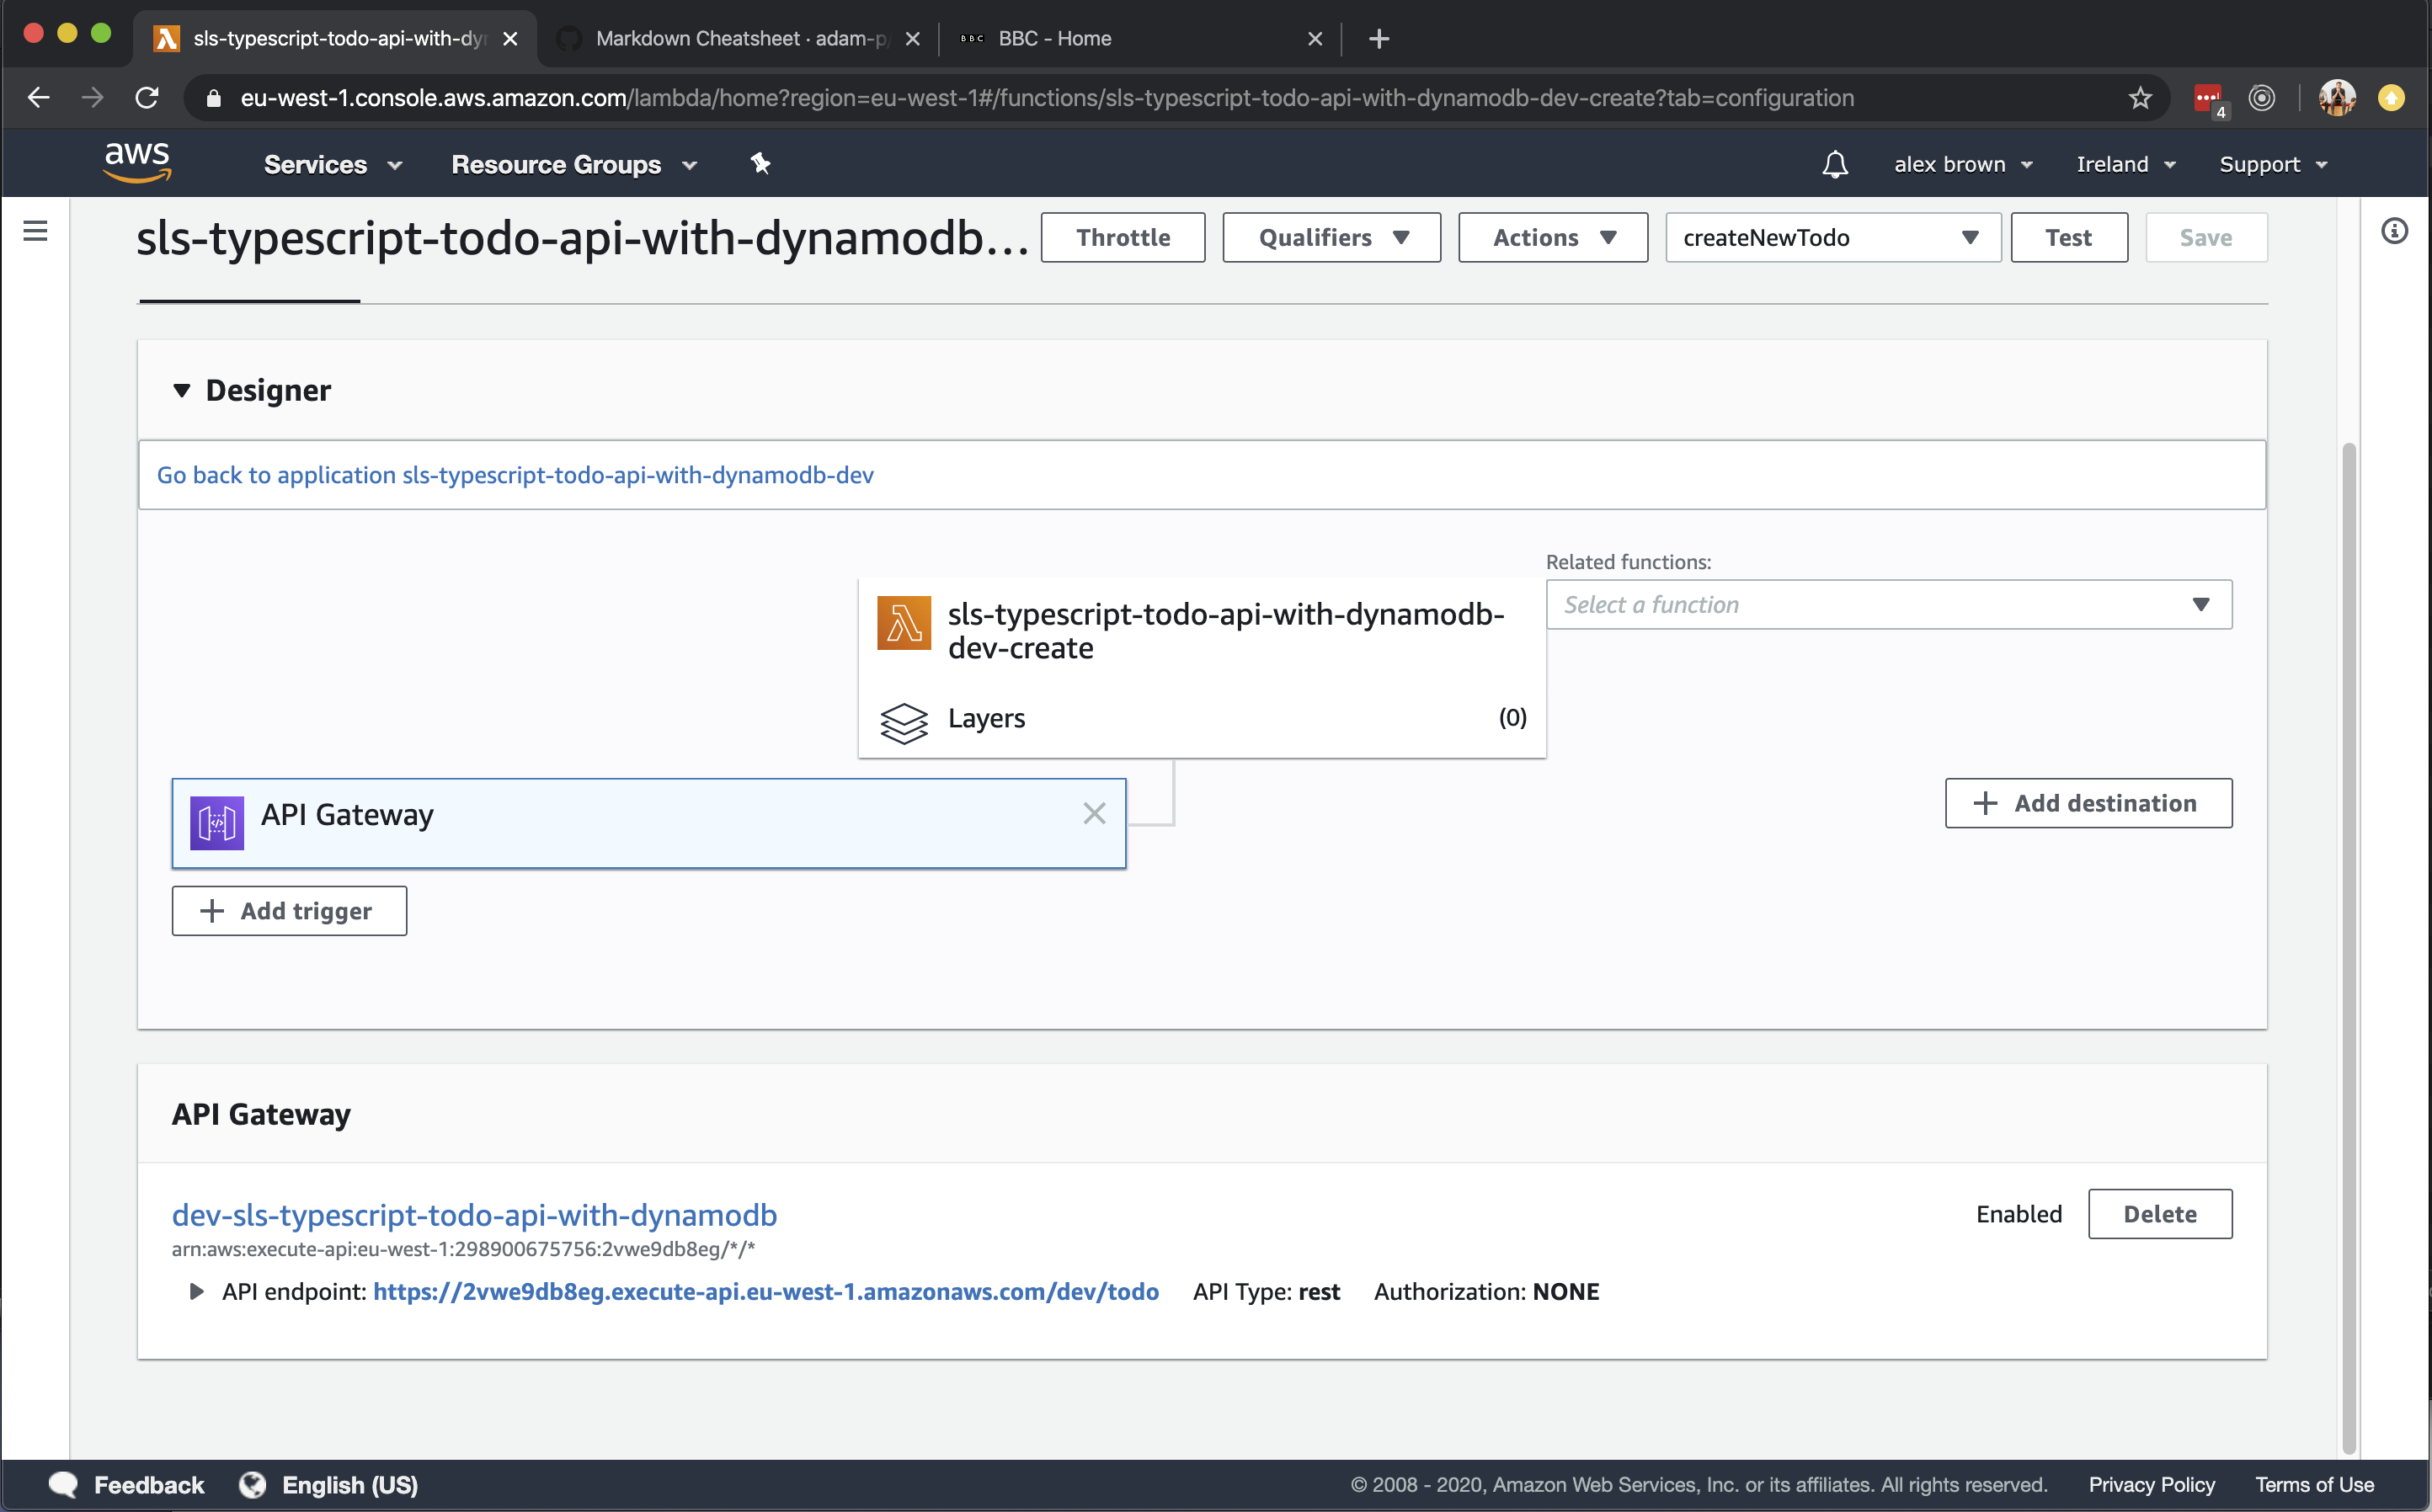 sls-typescript-todo-api-with-dy
Markdown Cheatsheet · adam-p/
BBC
BBC - Home
eu-west-1.console.aws.amazon.com/lambda/home?region=eu-west-1#/functions/sls-typescript-todo-api-with-dynamodb-dev-create?tab=configuration
4
aws
Services
Resource Groups
alex brown
Ireland
Support
sls-typescript-todo-api-with-dynamodb...
Throttle
Qualifiers
Actions
createNewTodo
Test
Save
Designer
Go back to application sls-typescript-todo-api-with-dynamodb-dev
Related functions:
Select a function
sls-typescript-todo-api-with-dynamodb-
dev-create
Layers
(0)
API Gateway
Add destination
Add trigger
API Gateway
dev-sls-typescript-todo-api-with-dynamodb
Enabled
Delete
arn:aws:execute-api:eu-west-1:298900675756:2vwe9db8eg/*/*
API endpoint: https://2vwe9db8eg.execute-api.eu-west-1.amazonaws.com/dev/todo API Type: rest Authorization: NONE
Feedback
English (US)
© 2008 - 2020, Amazon Web Services, Inc. or its affiliates. All rights reserved.
Privacy Policy
Terms of Use